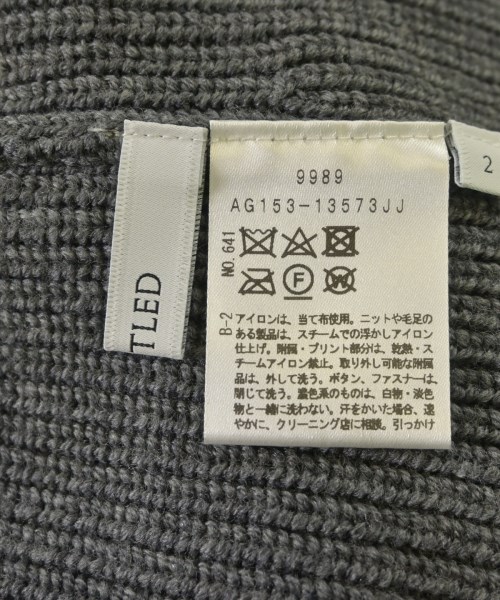 TLED
9989
AG153-13573JJ
NO. 641
F
W
B-2
アイロンは、当て布使用。ニットや毛足の
ある製品は、スチームでの浮かしアイロン
仕上げ。附属・プリント部分は、乾熱・ス
チームアイロン禁止。取り外し可能な附属
品は、外して洗う。ボタン、ファスナーは、
閉じて洗う。濃色系のものは、白物・淡色
物と一緒に洗わない。汗をかいた場合、速
やかに、クリーニング店に相談。引っかけ
2